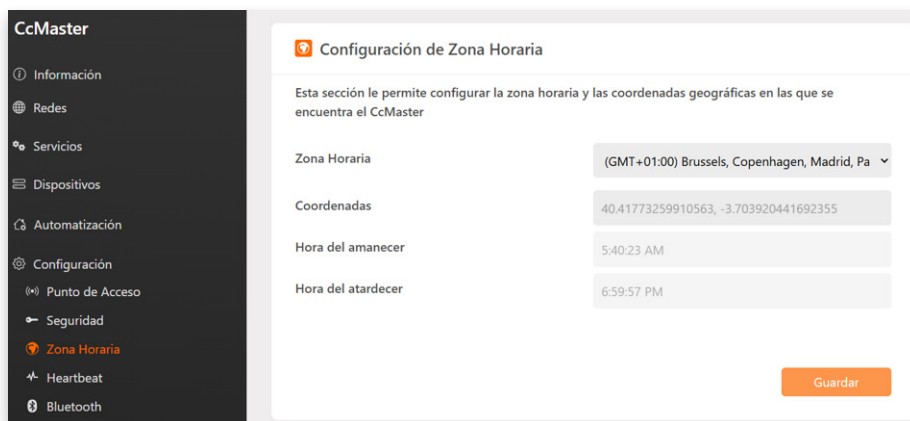 CcMaster
Información
Redes
Servicios
Dispositivos
Automatización
Configuración
Punto de Acceso
Seguridad
Zona Horaria
Heartbeat
Bluetooth
Configuración de Zona Horaria
Esta sección le permite configurar la zona horaria y las coordenadas geográficas en las que se
encuentra el CcMaster
Zona Horaria
(GMT+01:00) Brussels, Copenhagen, Madrid, Pa
Coordenadas
40.41773259910563, -3.703920441692355
Hora del amanecer
5:40:23 AM
Hora del atardecer
6:59:57 PM
Guardar